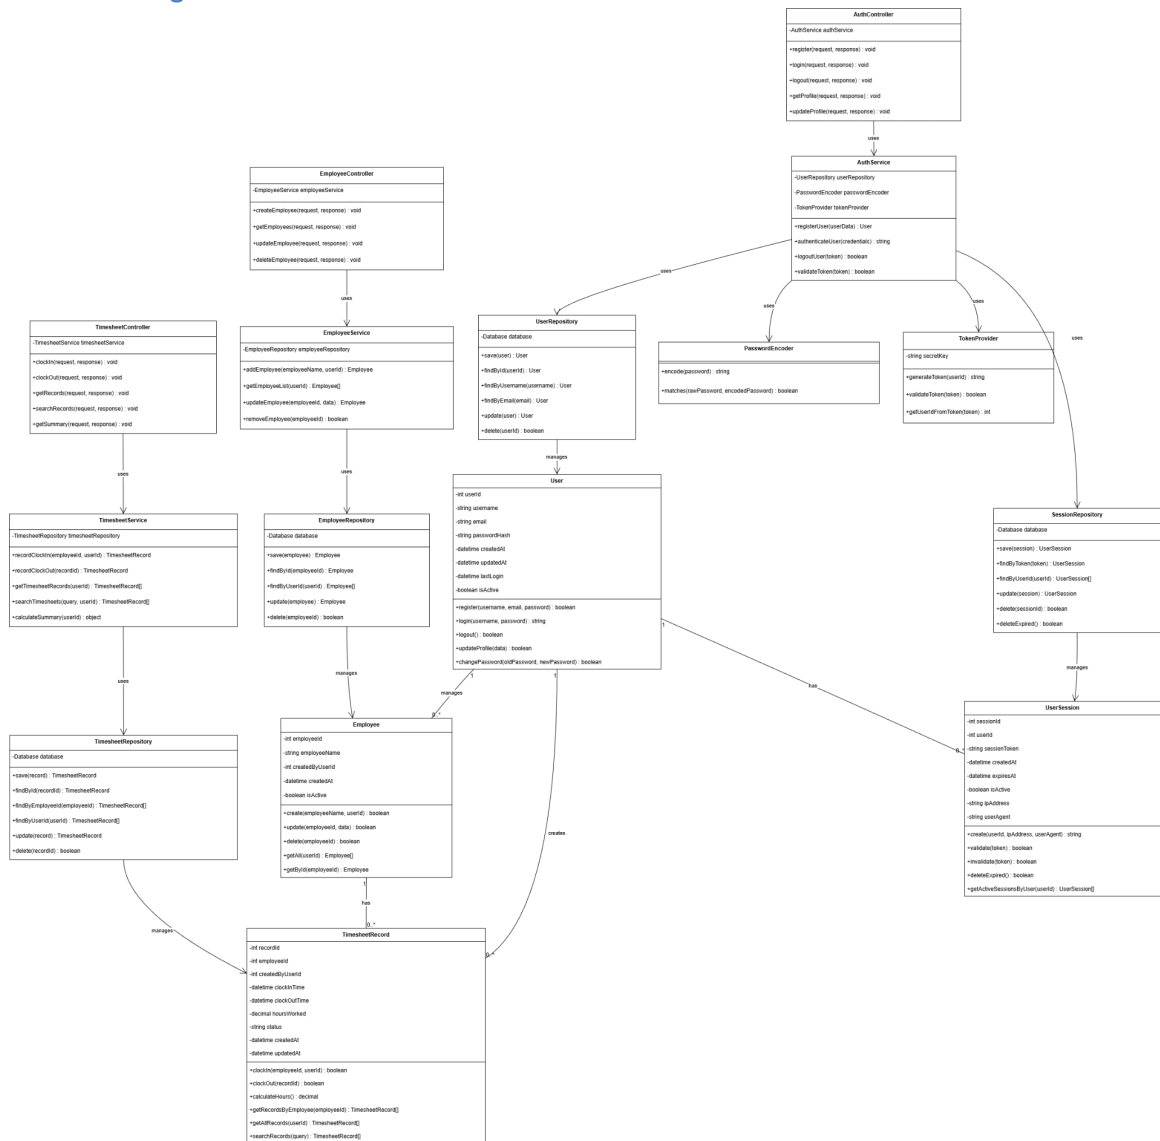 AuthController
-AuthService authService
+register(request, response) : void
+login(request, response) : void
+logout(request, response) : void
+getProfile(request, response) : void
+updateProfile(request, response) : void
uses
AuthService
-UserRepository userRepository
-PasswordEncoder passwordEncoder
-TokenProvider tokenProvider
+registerUser(userData) : User
+authenticateUser(credentials) : string
+logoutUser(token) : boolean
+validateToken(token) : boolean
EmployeeController
-EmployeeService employeeService
+createEmployee(request, response) : void
+getEmployees(request, response) : void
+updateEmployee(request, response) : void
+deleteEmployee(request, response) : void
uses
uses
uses
uses
uses
TimesheetController
-TimesheetService timesheetService
+clockIn(request, response) : void
+clockOut(request, response) : void
+getRecords(request, response) : void
+searchRecords(request, response) : void
+getSummary(request, response) : void
EmployeeService
-EmployeeRepository employeeRepository
+addEmployee(employeeName, userId) : Employee
+getEmployeeList(userId) : Employee[]
+updateEmployee(employeeId, data) : Employee
+removeEmployee(employeeId) : boolean
UserRepository
-Database database
+save(user) : User
+findById(userId) : User
+findByUsername(username) : User
+findByEmail(email) : User
+update(user) : User
+delete(userId) : boolean
PasswordEncoder
+encode(password) : string
+matches(rawPassword, encodedPassword) : boolean
TokenProvider
-string secretKey
+generateToken(userId) : string
+validateToken(token) : boolean
+getUserIdFromToken(token) : int
uses
uses
manages
TimesheetService
-TimesheetRepository timesheetRepository
+recordClockIn(employeeId, userId) : TimesheetRecord
+recordClockOut(recordId) : TimesheetRecord
+getTimesheetRecords(userId) : TimesheetRecord[]
+searchTimesheets(query, userId) : TimesheetRecord[]
+calculateSummary(userId) : object
EmployeeRepository
-Database database
+save(employee) : Employee
+findById(employeeId) : Employee
+findByUserId(userId) : Employee[]
+update(employee) : Employee
+delete(employeeId) : boolean
User
-int userId
-string username
-string email
-string passwordHash
-datetime createdAt
-datetime updatedAt
-datetime lastLogin
-boolean isActive
+register(username, email, password) : boolean
+login(username, password) : string
+logout() : boolean
+updateProfile(data) : boolean
+changePassword(oldPassword, newPassword) : boolean
SessionRepository
-Database database
+save(session) : UserSession
+findByToken(token) : UserSession
+findByUserId(userId) : UserSession[]
+update(session) : UserSession
+delete(sessionId) : boolean
+deleteExpired() : boolean
uses
manages
manages
1
0..*
1
creates
0..*
1
has
0..*
manages
TimesheetRepository
-Database database
+save(record) : TimesheetRecord
+findById(recordId) : TimesheetRecord
+findByEmployeeId(employeeId) : TimesheetRecord[]
+findByUserId(userId) : TimesheetRecord[]
+update(record) : TimesheetRecord
+delete(recordId) : boolean
Employee
-int employeeId
-string employeeName
-int createdByUserId
-datetime createdAt
-boolean isActive
+create(employeeName, userId) : boolean
+update(employeeId, data) : boolean
+delete(employeeId) : boolean
+getAll(userId) : Employee[]
+getById(employeeId) : Employee
UserSession
-int sessionId
-int userId
-string sessionToken
-datetime createdAt
-datetime expiresAt
-boolean isActive
-string ipAddress
-string userAgent
+create(userId, ipAddress, userAgent) : string
+validate(token) : boolean
+invalidate(token) : boolean
+deleteExpired() : boolean
+getActiveSessionsByUser(userId) : UserSession[]
1
has
0..*
manages
TimesheetRecord
-int recordId
-int employeeId
-int createdByUserId
-datetime clockInTime
-datetime clockOutTime
-decimal hoursWorked
-string status
-datetime createdAt
-datetime updatedAt
+clockIn(employeeId, userId) : boolean
+clockOut(recordId) : boolean
+calculateHours() : decimal
+getRecordsByEmployee(employeeId) : TimesheetRecord[]
+getAllRecords(userId) : TimesheetRecord[]
+searchRecords(query) : TimesheetRecord[]